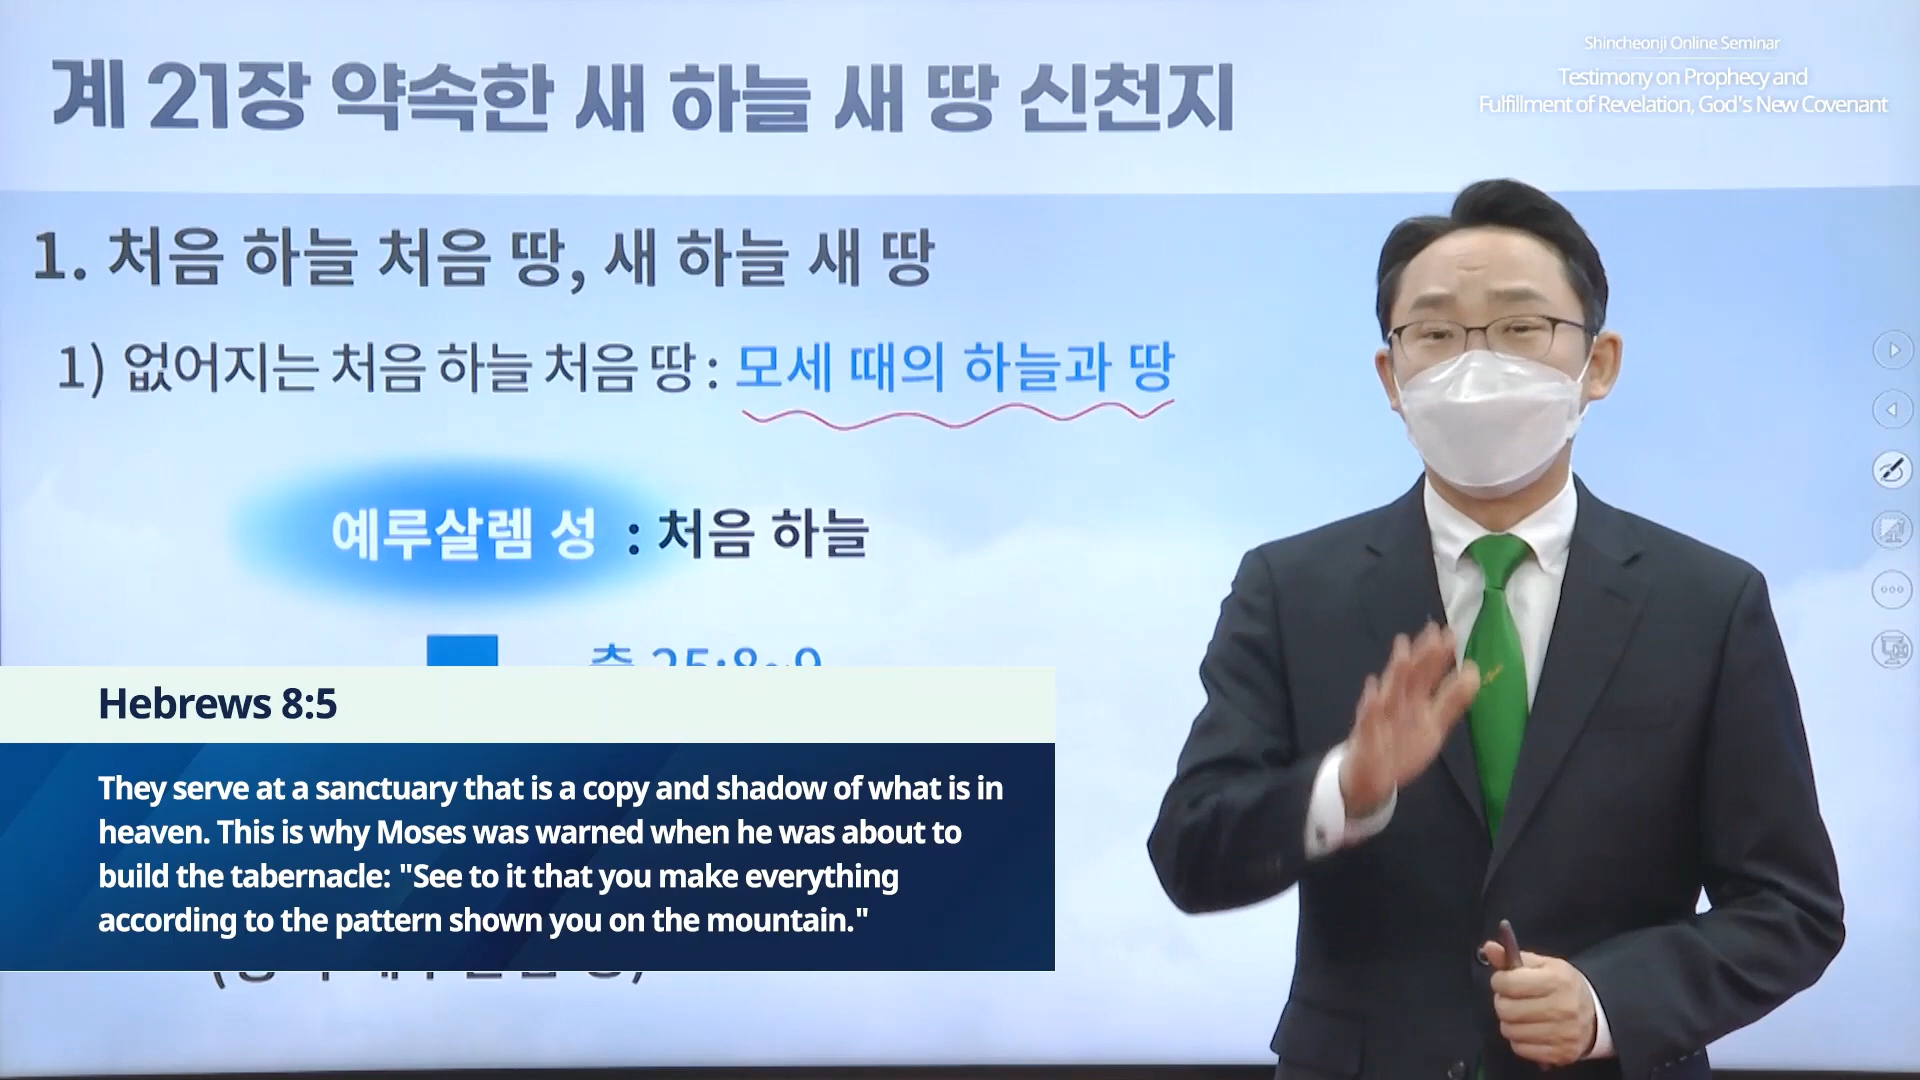 계 21장 약속한 새 하늘 새 땅 신천지
Shincheonji Online Seminar
Testimony on Prophecy and
Fulfillment of Revelation, God's New Covenant
1. 처음 하늘 처음 땅, 새 하늘 새 땅
1) 없어지는 처음 하늘 처음 땅 : 모세 때의 하늘과 땅
예루살렘 성 : 처음 하늘
출 25:8~9
Hebrews 8:5
They serve at a sanctuary that is a copy and shadow of what is in
heaven. This is why Moses was warned when he was about to
build the tabernacle: "See to it that you make everything
according to the pattern shown you on the mountain."